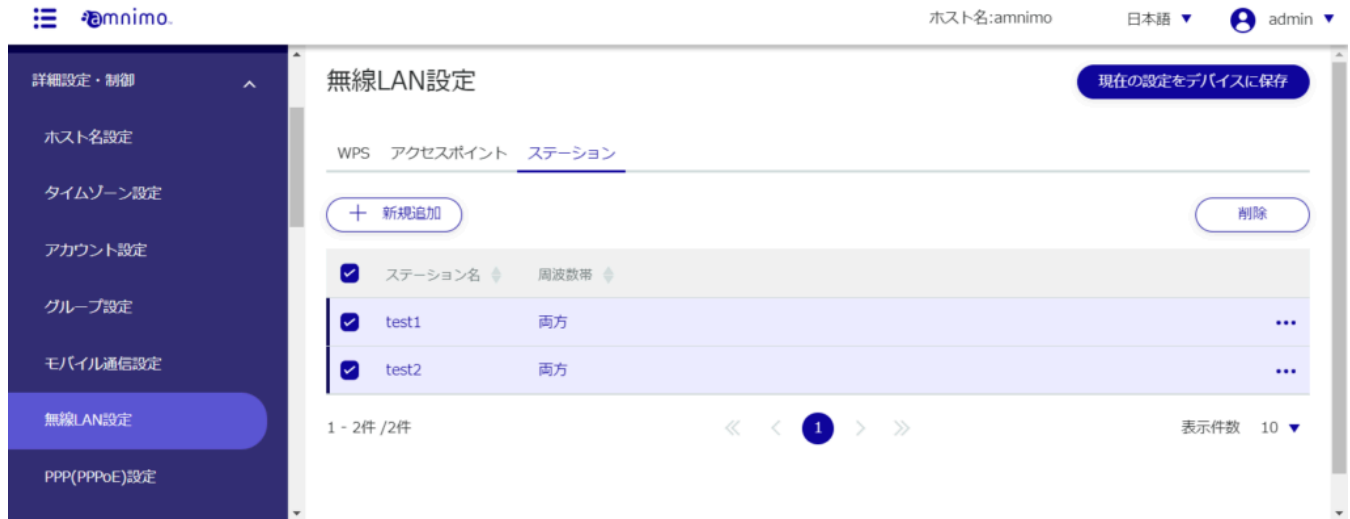 amnimo
ホスト名:amnimo 日本語 ▼ admin ▼
詳細設定・制御
ホスト名設定
タイムゾーン設定
アカウント設定
グループ設定
モバイル通信設定
無線LAN設定
PPP(PPPoE)設定
無線LAN設定
現在の設定をデバイスに保存
WPS アクセスポイント ステーション
＋ 新規追加
削除
ステーション名 周波数帯
test1 両方 •••
test2 両方 •••
1 - 2件 /2件
≪ < 1 > ≫
表示件数 10 ▼